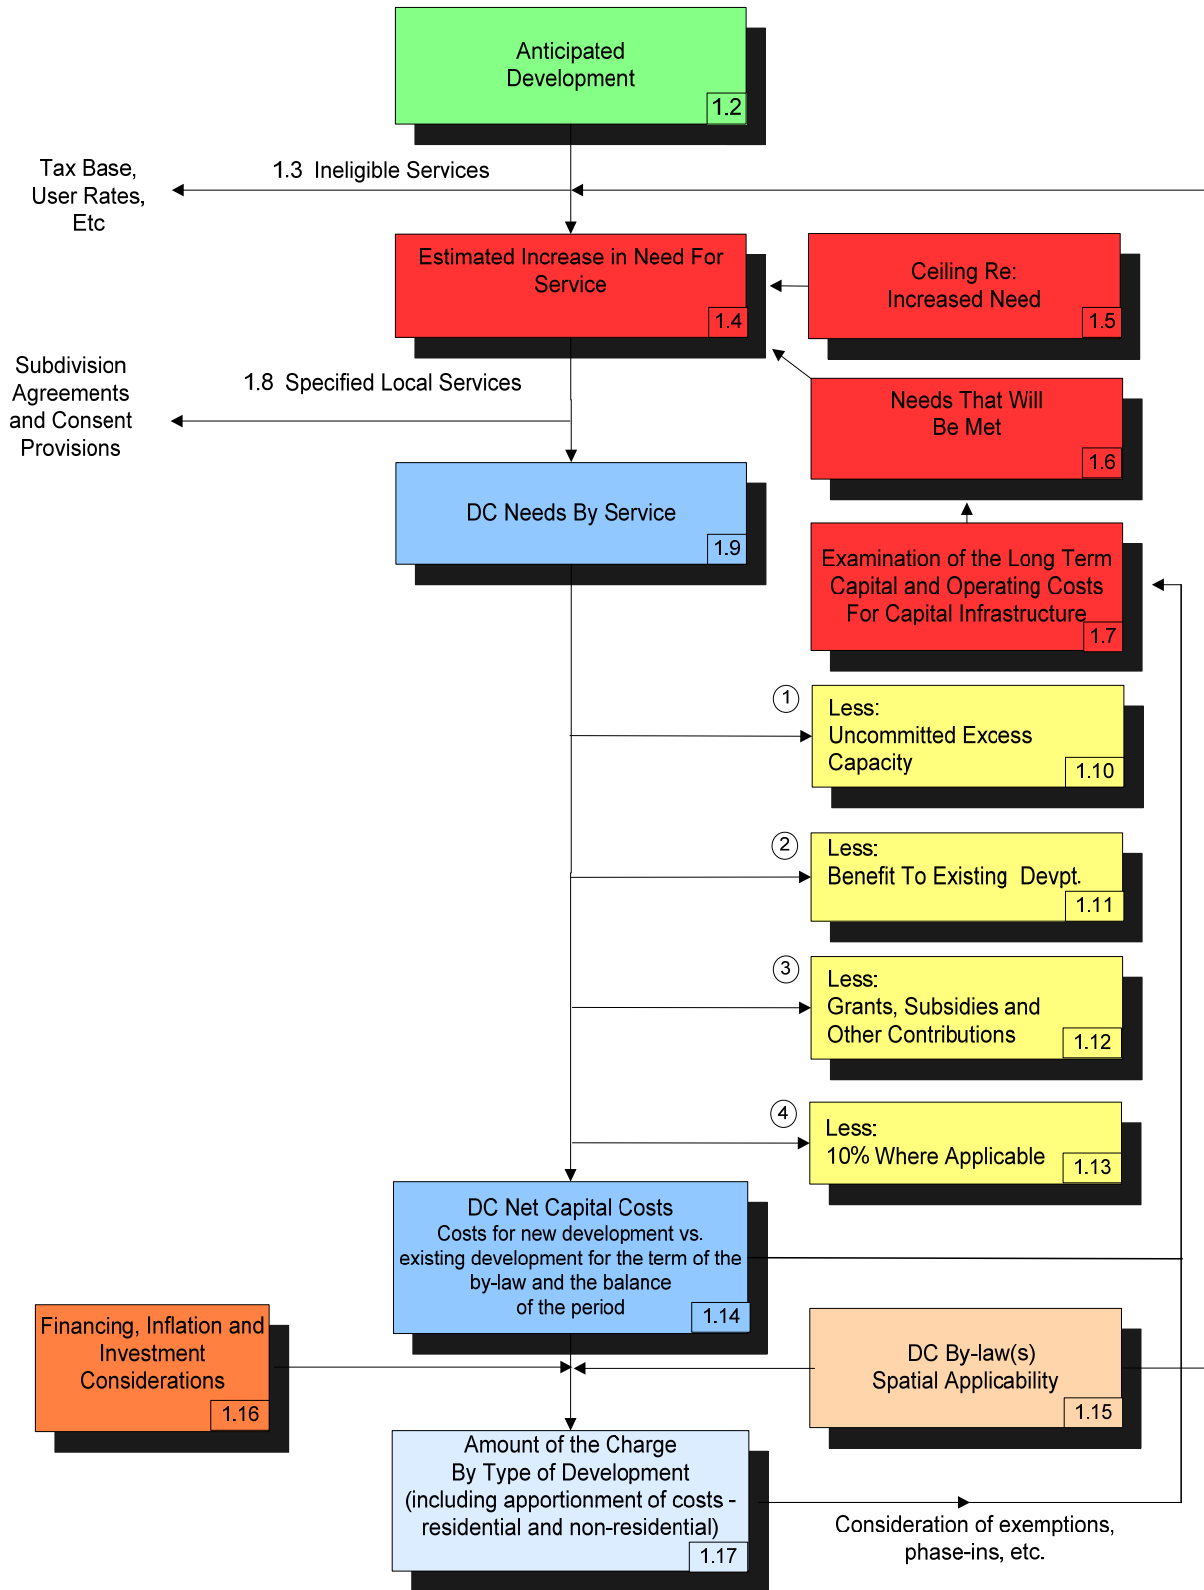 Anticipated
Development
1.2
Tax Base,
User Rates,
Etc
1.3 Ineligible Services
Estimated Increase in Need For
Service
1.4
Ceiling Re:
Increased Need
1.5
Subdivision
Agreements
and Consent
Provisions
1.8 Specified Local Services
Needs That Will
Be Met
1.6
DC Needs By Service
1.9
Examination of the Long Term
Capital and Operating Costs
For Capital Infrastructure
1.7
1
Less:
Uncommitted Excess
Capacity
1.10
2
Less:
Benefit To Existing Devpt.
1.11
3
Less:
Grants, Subsidies and
Other Contributions
1.12
4
Less:
10% Where Applicable
1.13
DC Net Capital Costs
Costs for new development vs.
existing development for the term of the
by-law and the balance
of the period
1.14
Financing, Inflation and
Investment
Considerations
1.16
DC By-law(s)
Spatial Applicability
1.15
Amount of the Charge
By Type of Development
(including apportionment of costs -
residential and non-residential)
1.17
Consideration of exemptions,
phase-ins, etc.